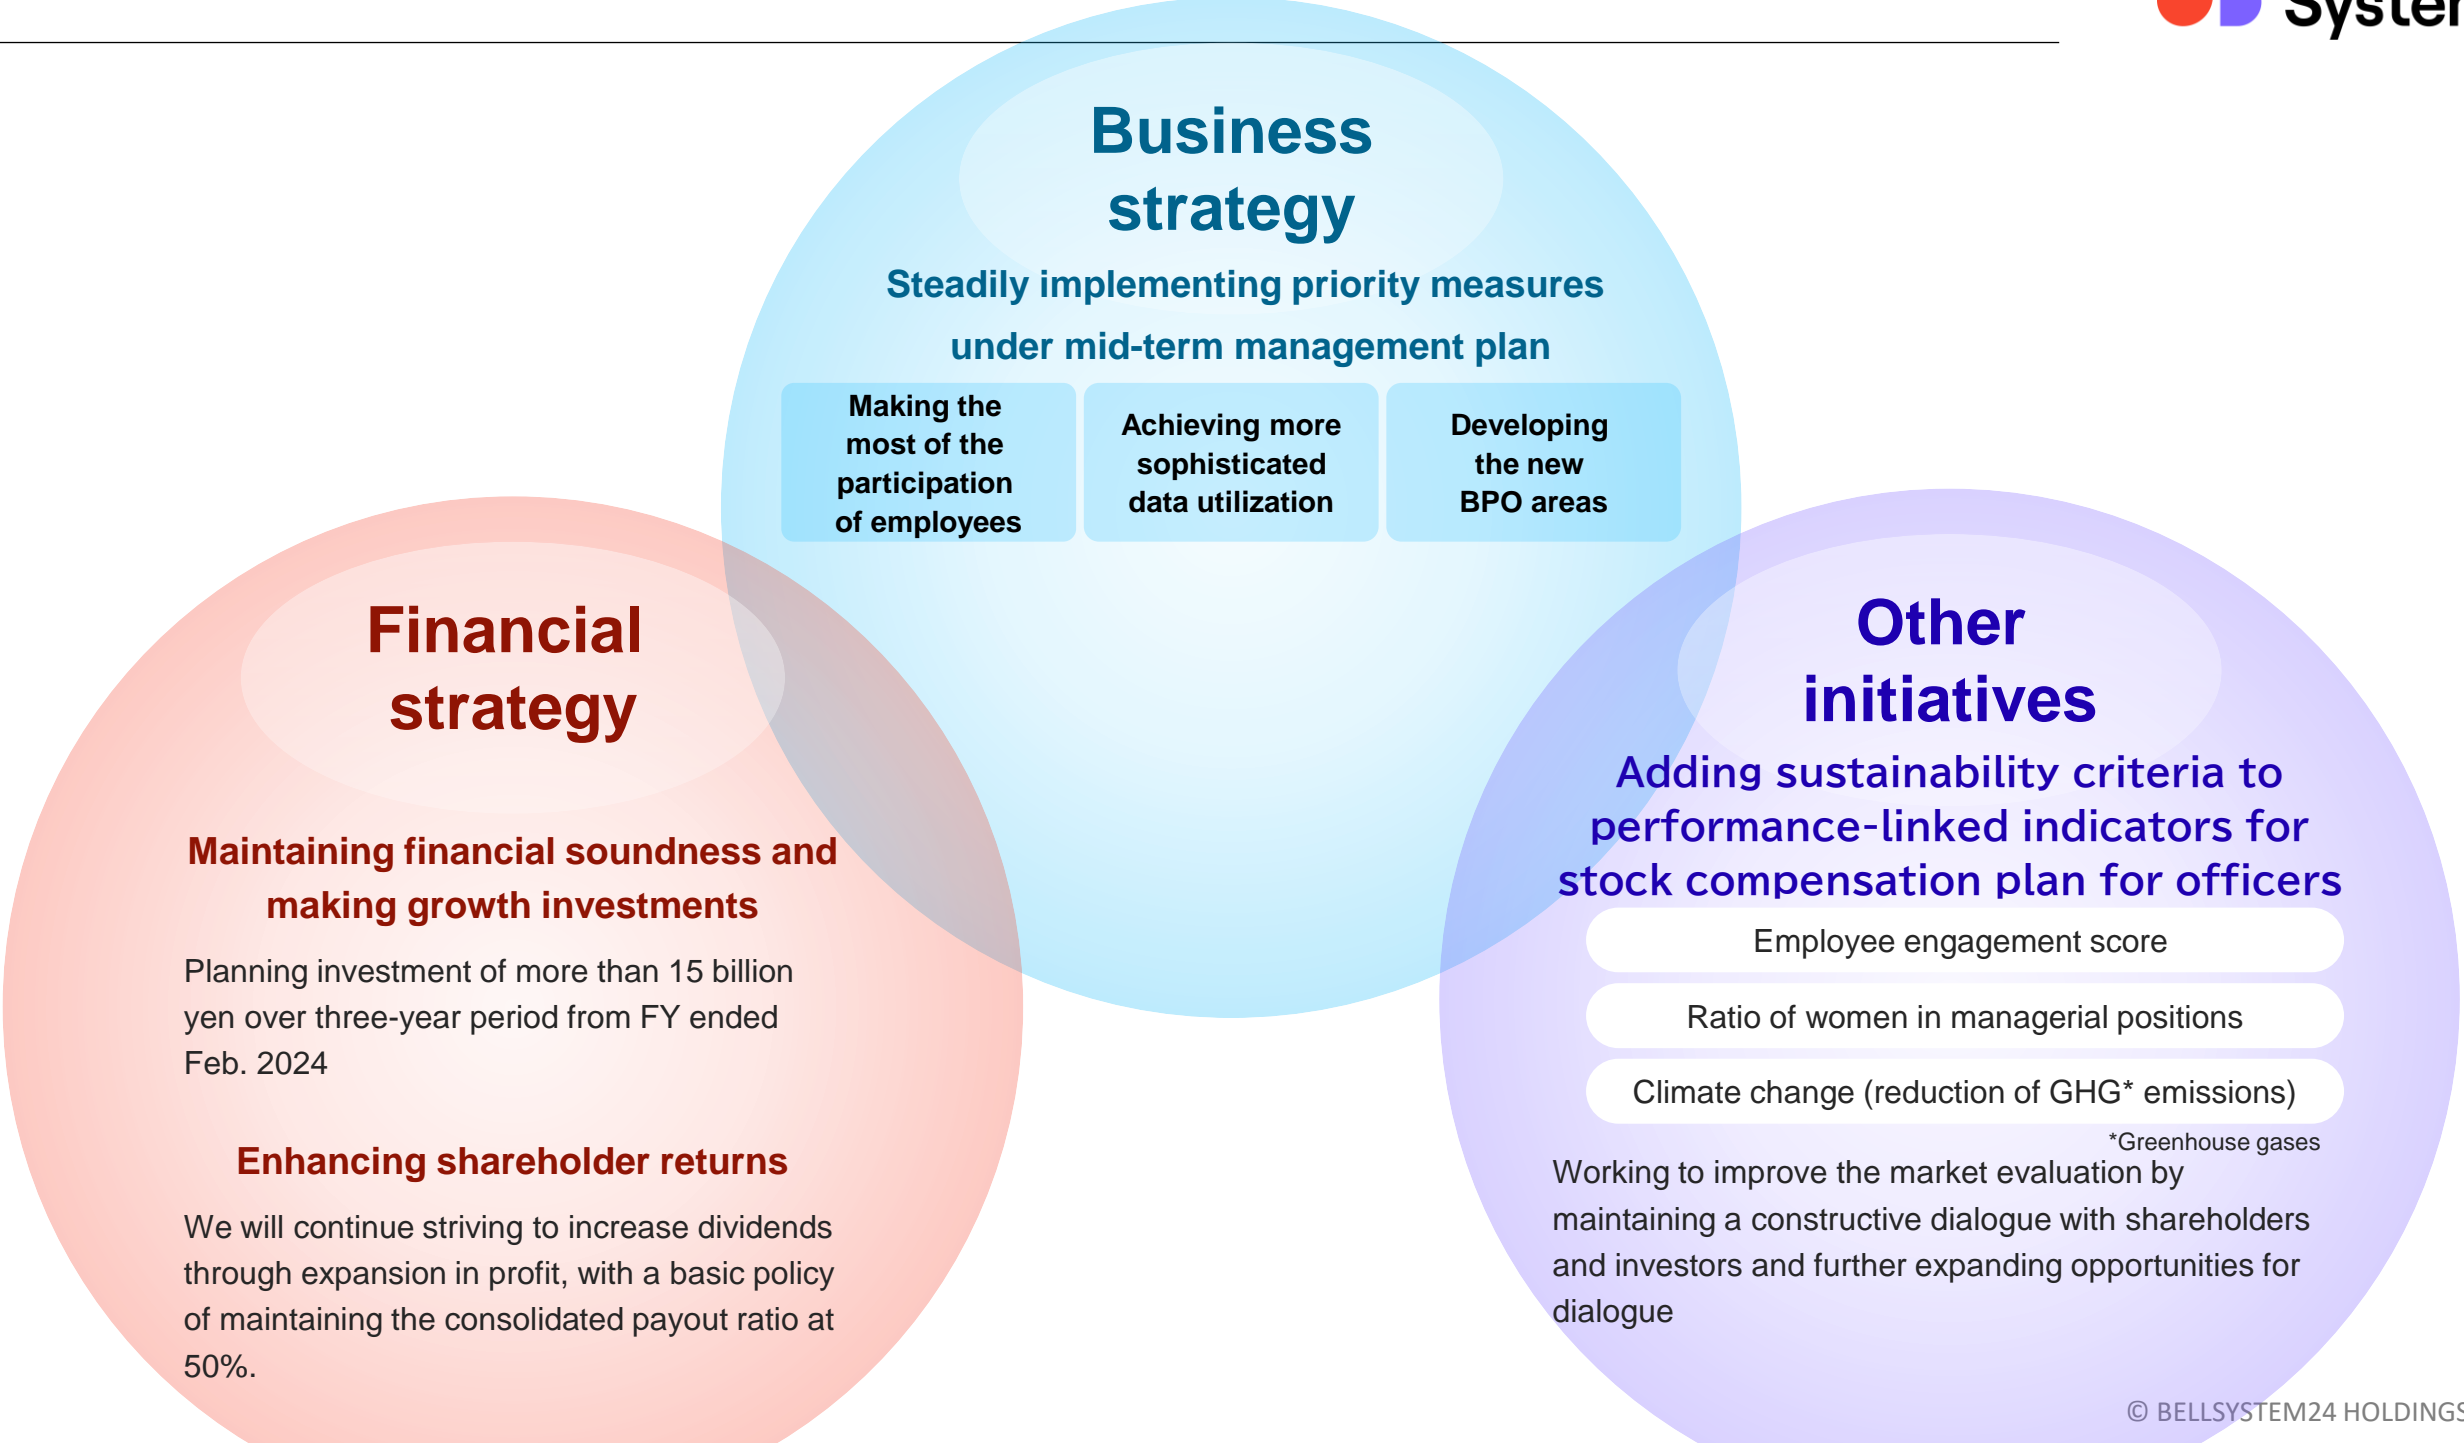 Business
strategy
Steadily implementing priority measures
under mid-term management plan
Making the
most of the
participation
of employees
Achieving more
sophisticated
data utilization
Developing
the new
BPO areas
Financial
strategy
Maintaining financial soundness and
making growth investments
Planning investment of more than 15 billion
yen over three-year period from FY ended
Feb. 2024
Enhancing shareholder returns
We will continue striving to increase dividends
through expansion in profit, with a basic policy
of maintaining the consolidated payout ratio at
50%.
Other
initiatives
Adding sustainability criteria to
performance-linked indicators for
stock compensation plan for officers
Employee engagement score
Ratio of women in managerial positions
Climate change (reduction of GHG* emissions)
*Greenhouse gases
Working to improve the market evaluation by
maintaining a constructive dialogue with shareholders
and investors and further expanding opportunities for
dialogue
© BELLSYSTEM24 HOLDINGS